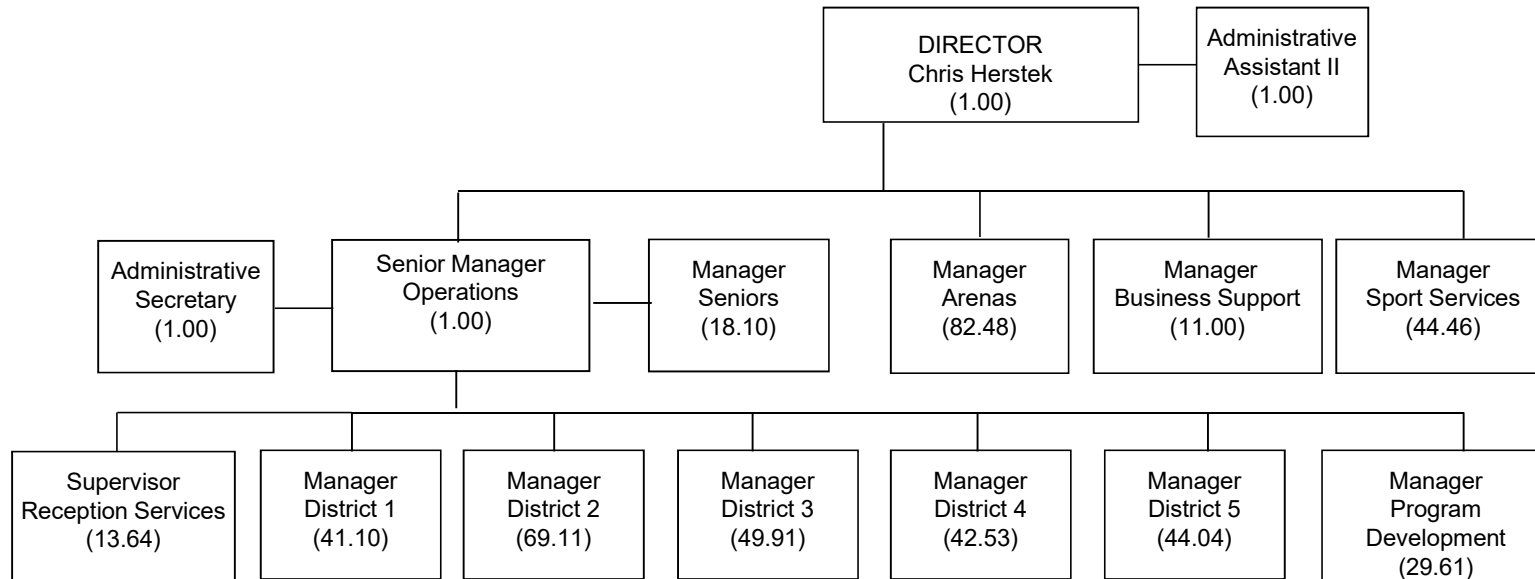 DIRECTOR
Chris Herstek
(1.00)
Administrative
Assistant II
(1.00)
Administrative
Secretary
(1.00)
Senior Manager
Operations
(1.00)
Manager
Seniors
(18.10)
Manager
Arenas
(82.48)
Manager
Business Support
(11.00)
Manager
Sport Services
(44.46)
Supervisor
Reception Services
(13.64)
Manager
District 1
(41.10)
Manager
District 2
(69.11)
Manager
District 3
(49.91)
Manager
District 4
(42.53)
Manager
District 5
(44.04)
Manager
Program
Development
(29.61)